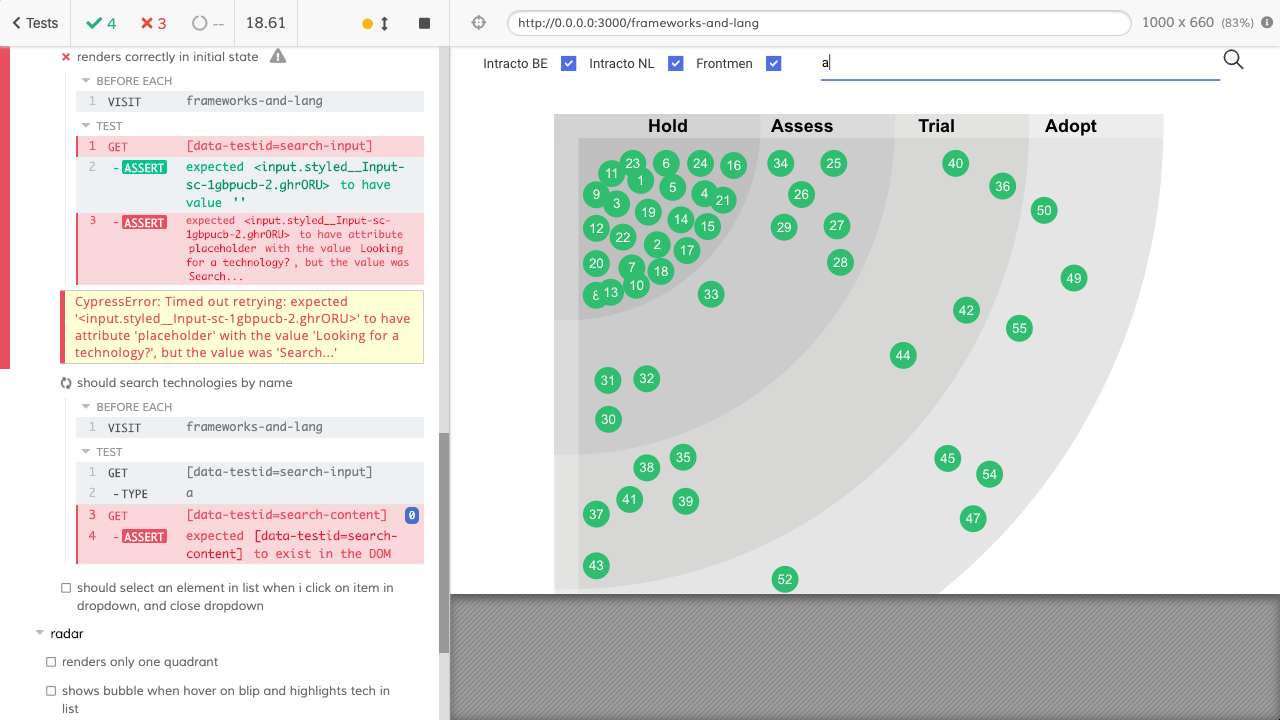 Tests 4 3 -- 18.61
http://0.0.0.0:3000/frameworks-and-lang 1000 x 660 (83%)
renders correctly in initial state
BEFORE EACH
1 VISIT frameworks-and-lang
TEST
1 GET [data-testid=search-input]
2 -ASSERT expected <input.styled__Input-
sc-1gbpucb-2.ghrORU> to have
value ''
3 -ASSERT expected <input.styled__Input-sc-
1gbpucb-2.ghrORU> to have attribute
placeholder with the value Looking
for a technology?, but the value was
Search...
CypressError: Timed out retrying: expected
'<input.styled__Input-sc-1gbpucb-2.ghrORU>' to have
attribute 'placeholder' with the value 'Looking for a
technology?', but the value was 'Search...'
should search technologies by name
BEFORE EACH
1 VISIT frameworks-and-lang
TEST
1 GET [data-testid=search-input]
2 -TYPE a
3 GET [data-testid=search-content] 0
4 -ASSERT expected [data-testid=search-
content] to exist in the DOM
should select an element in list when i click on item in
dropdown, and close dropdown
radar
renders only one quadrant
shows bubble when hover on blip and highlights tech in
list
Intracto BE Intracto NL Frontmen a
Hold Assess Trial Adopt
23 6 24 16 34 25 40
11 1 5 4 21 26 36
9 3 19 14 15 29 27 50
12 22 2 17 28
20 7 18 49
8 13 10 33 42
55
44
31 32
30
35 45
38 54
41 39
37 47
43
52